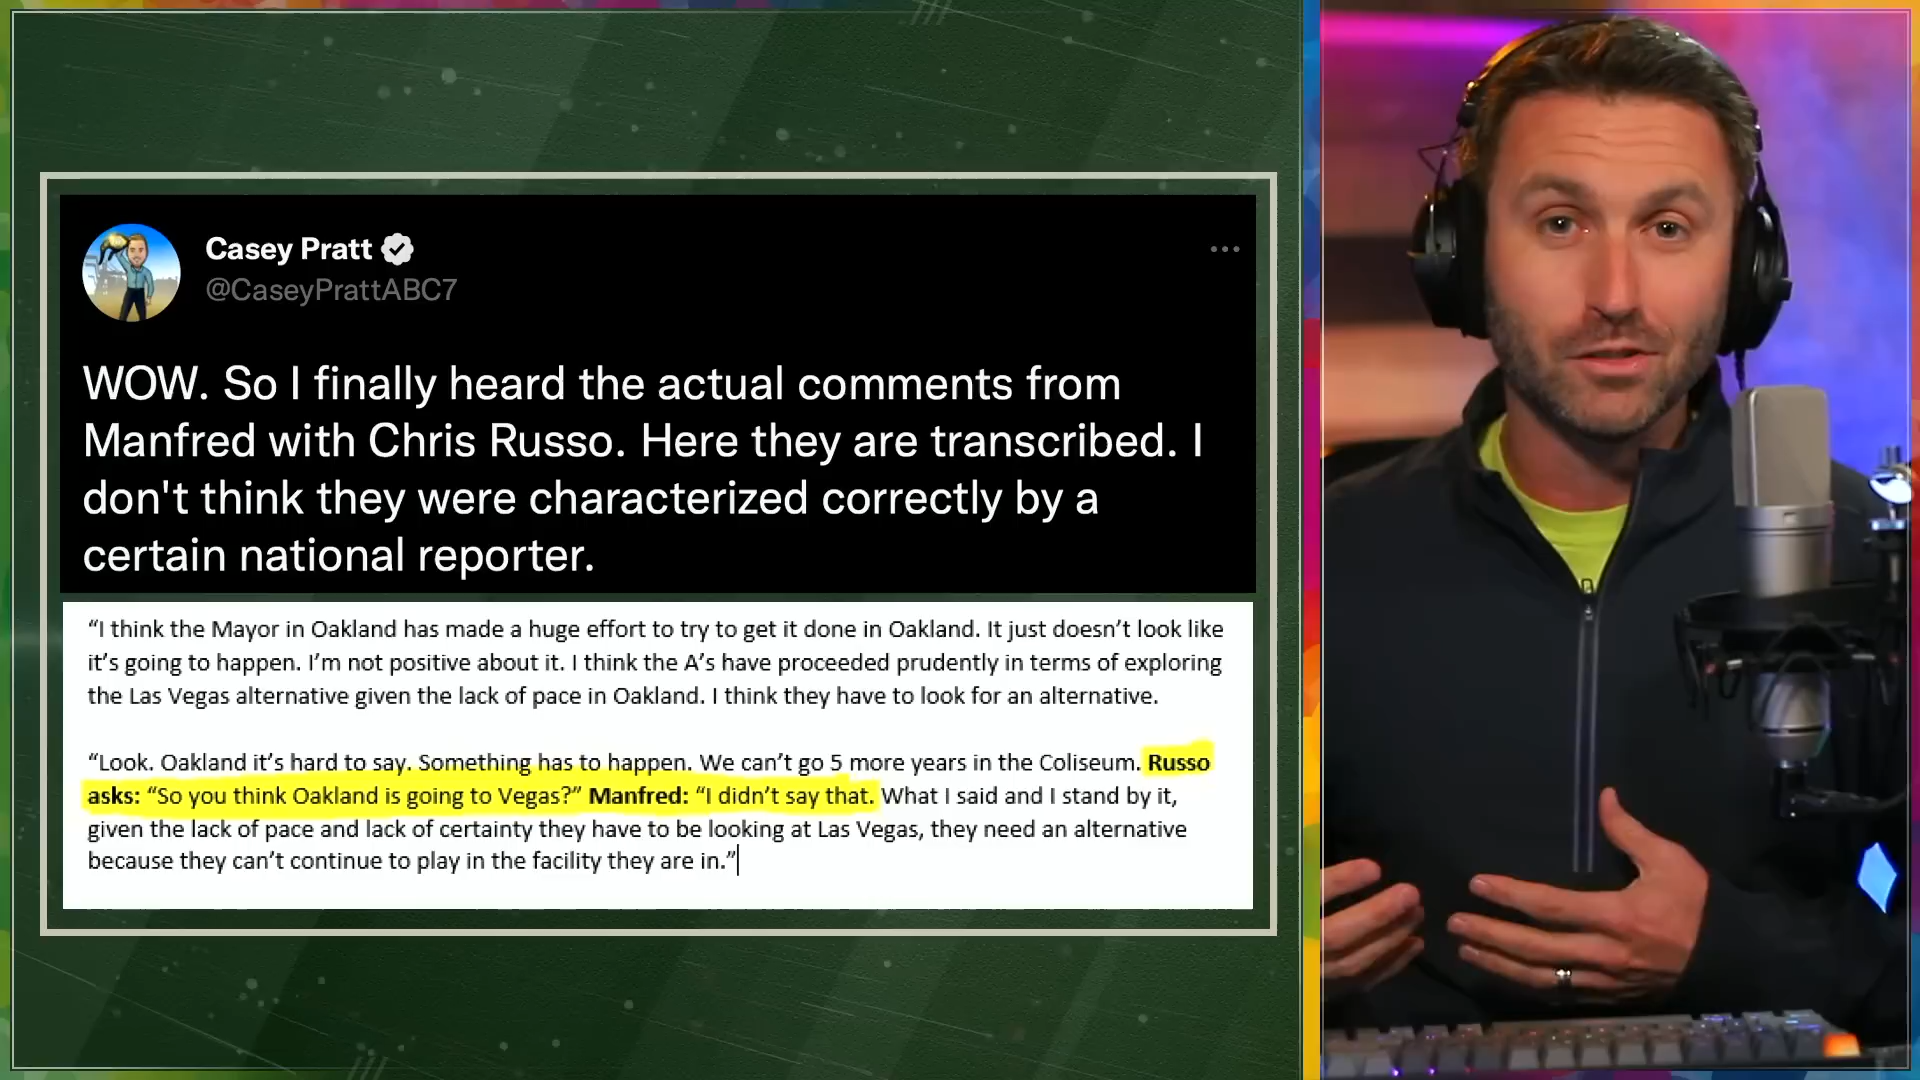 Casey Pratt
@CaseyPrattABC7
WOW. So I finally heard the actual comments from
Manfred with Chris Russo. Here they are transcribed. I
don't think they were characterized correctly by a
certain national reporter.
“I think the Mayor in Oakland has made a huge effort to try to get it done in Oakland. It just doesn’t look like
it’s going to happen. I’m not positive about it. I think the A’s have proceeded prudently in terms of exploring
the Las Vegas alternative given the lack of pace in Oakland. I think they have to look for an alternative.
“Look. Oakland it’s hard to say. Something has to happen. We can’t go 5 more years in the Coliseum. Russo
asks: “So you think Oakland is going to Vegas?” Manfred: “I didn’t say that. What I said and I stand by it,
given the lack of pace and lack of certainty they have to be looking at Las Vegas, they need an alternative
because they can’t continue to play in the facility they are in.”